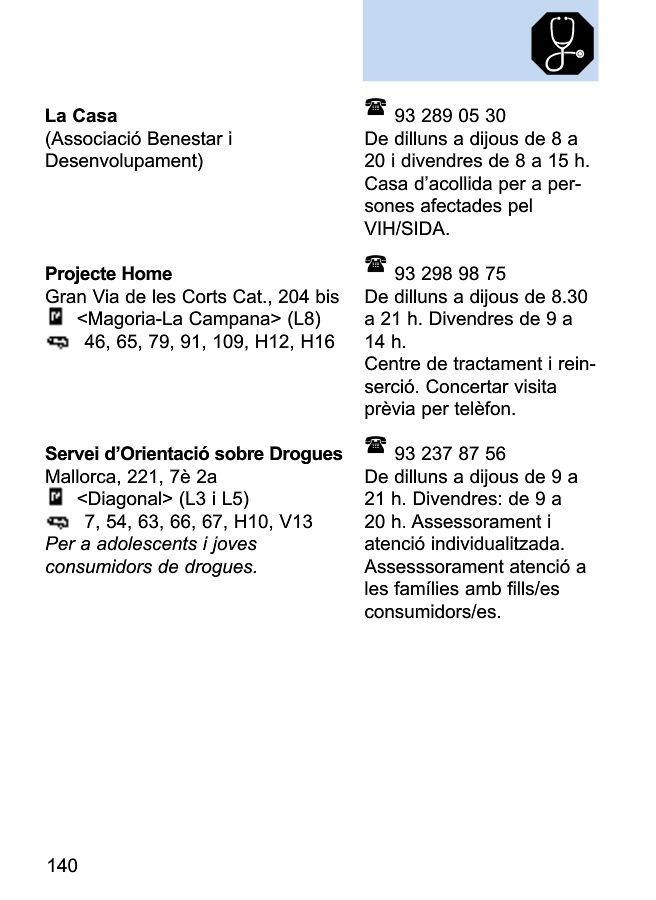 La Casa
(Associació Benestar i
Desenvolupament)
93 289 05 30
De dilluns a dijous de 8 a
20 i divendres de 8 a 15 h.
Casa d’acollida per a per-
sones afectades pel
VIH/SIDA.
Projecte Home
Gran Via de les Corts Cat., 204 bis
<Magoria-La Campana> (L8)
46, 65, 79, 91, 109, H12, H16
93 298 98 75
De dilluns a dijous de 8.30
a 21 h. Divendres de 9 a
14 h.
Centre de tractament i rein-
serció. Concertar visita
prèvia per telèfon.
Servei d’Orientació sobre Drogues
Mallorca, 221, 7è 2a
<Diagonal> (L3 i L5)
7, 54, 63, 66, 67, H10, V13
Per a adolescents i joves
consumidors de drogues.
93 237 87 56
De dilluns a dijous de 9 a
21 h. Divendres: de 9 a
20 h. Assessorament i
atenció individualitzada.
Assesssorament atenció a
les famílies amb fills/es
consumidors/es.
140